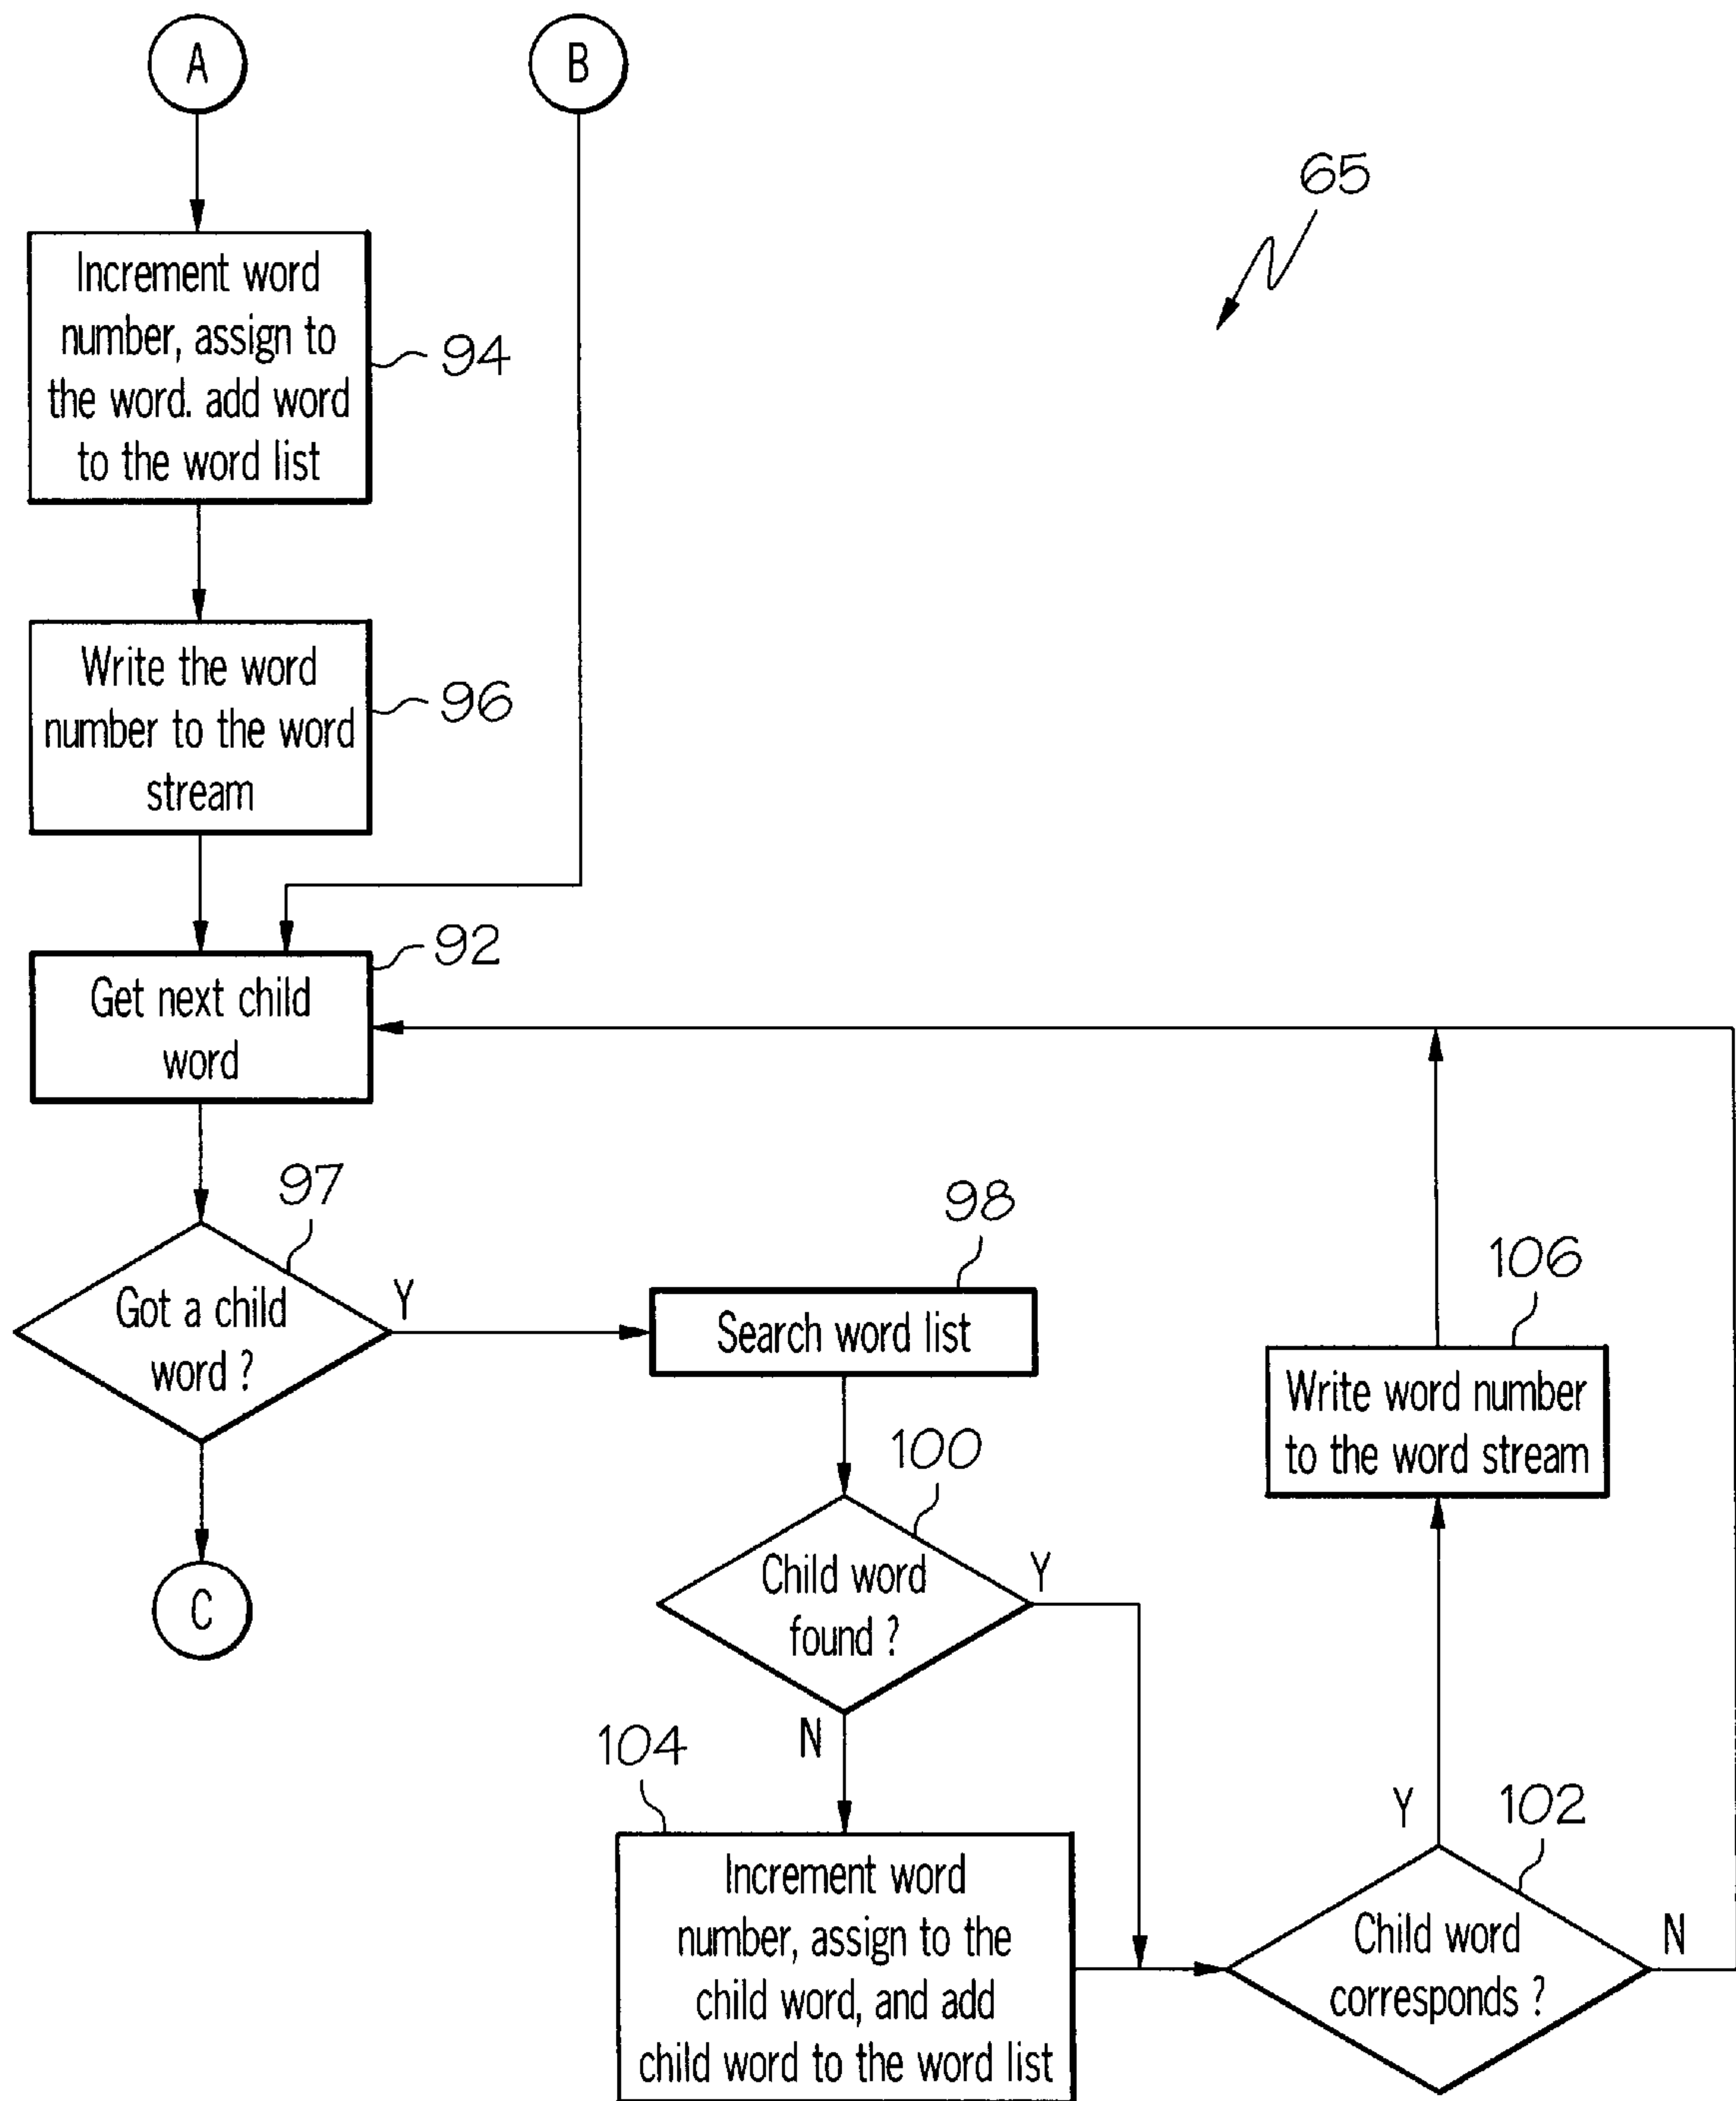 A
B
65
Increment word
number, assign to
the word. add word
to the word list
94
Write the word
number to the word
stream
96
92
Get next child
word
97
Got a child
word ?
Y
98
Search word list
106
Write word number
to the word stream
100
Child word
found ?
Y
N
C
104
Increment word
number, assign to the
child word, and add
child word to the word list
Y
102
Child word
corresponds ?
N